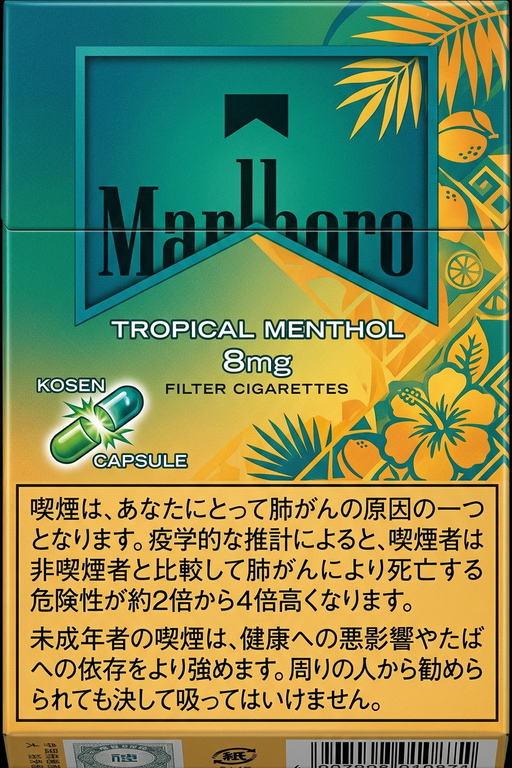 Marlboro
TROPICAL MENTHOL
8mg
FILTER CIGARETTES
KOSEN
CAPSULE
喫煙は、あなたにとって肺がんの原因の一つ
となります。疫学的な推計によると、喫煙者は
非喫煙者と比較して肺がんにより死亡する
危険性が約2倍から4倍高くなります。
未成年者の喫煙は、健康への悪影響やたば
への依存をより強めます。周りの人から勧めら
られても決して吸ってはいけません。
紙